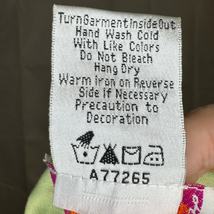 TurnGarmentInsideOut
Hand Wash Cold
With Like Colors
Do Not Bleach
Hang Dry
Warm iron on Reverse
Side if Necessary
Precaution to
Decoration
A77265